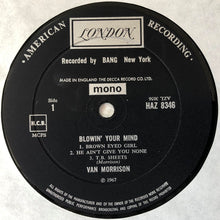 AMERICAN RECORDING
LONDON
Recorded by BANG New York
MADE IN ENGLAND THE DECCA RECORD CO. LTD.
mono
Side
1
HAZ 8346
N.C.B.
MCPS
BLOWIN' YOUR MIND
1. BROWN EYED GIRL
2. HE AIN'T GIVE YOU NONE
3. T.B. SHEETS
(Morrison)
VAN MORRISON
℗ 1967